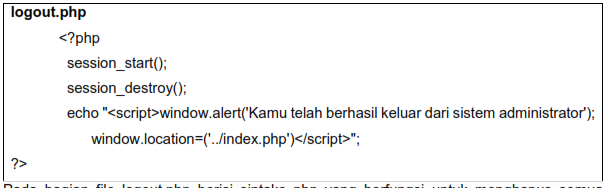 logout.php
<?php
session_start();
session_destroy();
echo "<script>window.alert('Kamu telah berhasil keluar dari sistem administrator');
window.location=('../index.php')</script>";
?>
Pada bagian file logout.php berisi sintaks php yang berfungsi untuk menghapus semua